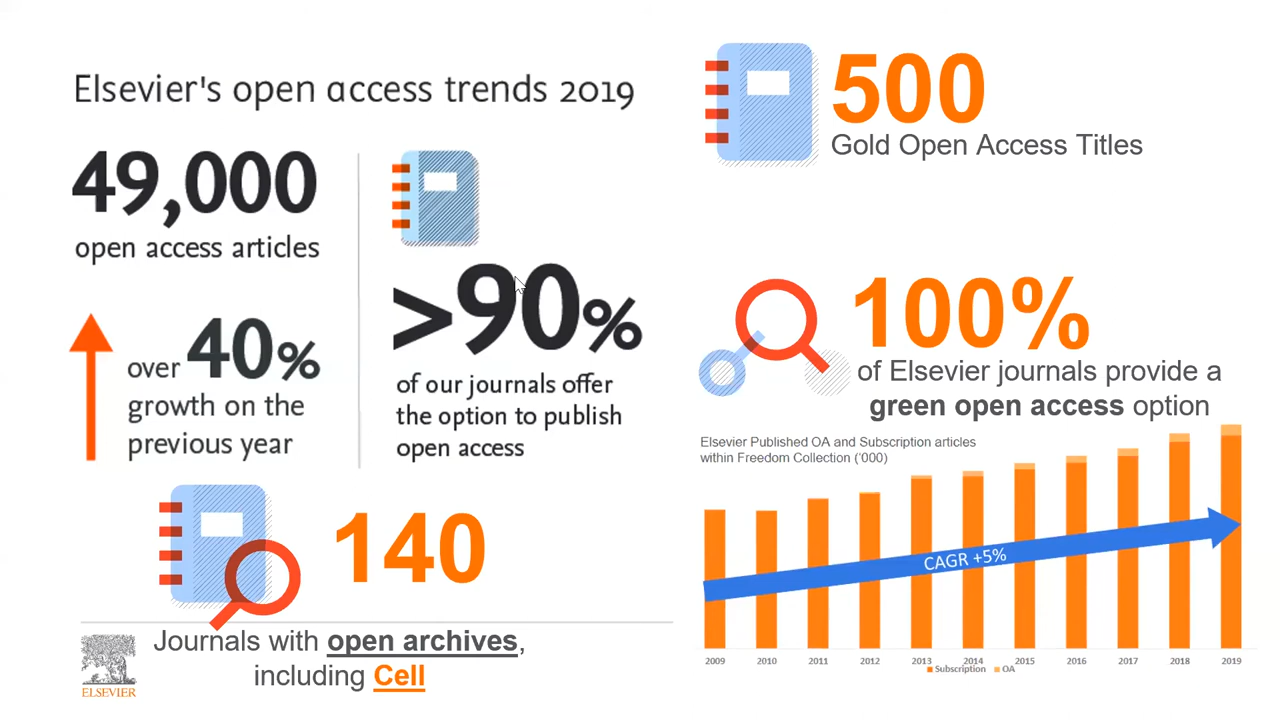 Elsevier's open access trends 2019
49,000
open access articles
over 40%
growth on the
previous year
>90%
of our journals offer
the option to publish
open access
140
Journals with open archives,
including Cell
ELSEVIER
500
Gold Open Access Titles
100%
of Elsevier journals provide a
green open access option
Elsevier Published OA and Subscription articles
within Freedom Collection ('000)
CAGR +5%
2009 2010 2011 2012 2013 2014 2015 2016 2017 2018 2019
Subscription OA